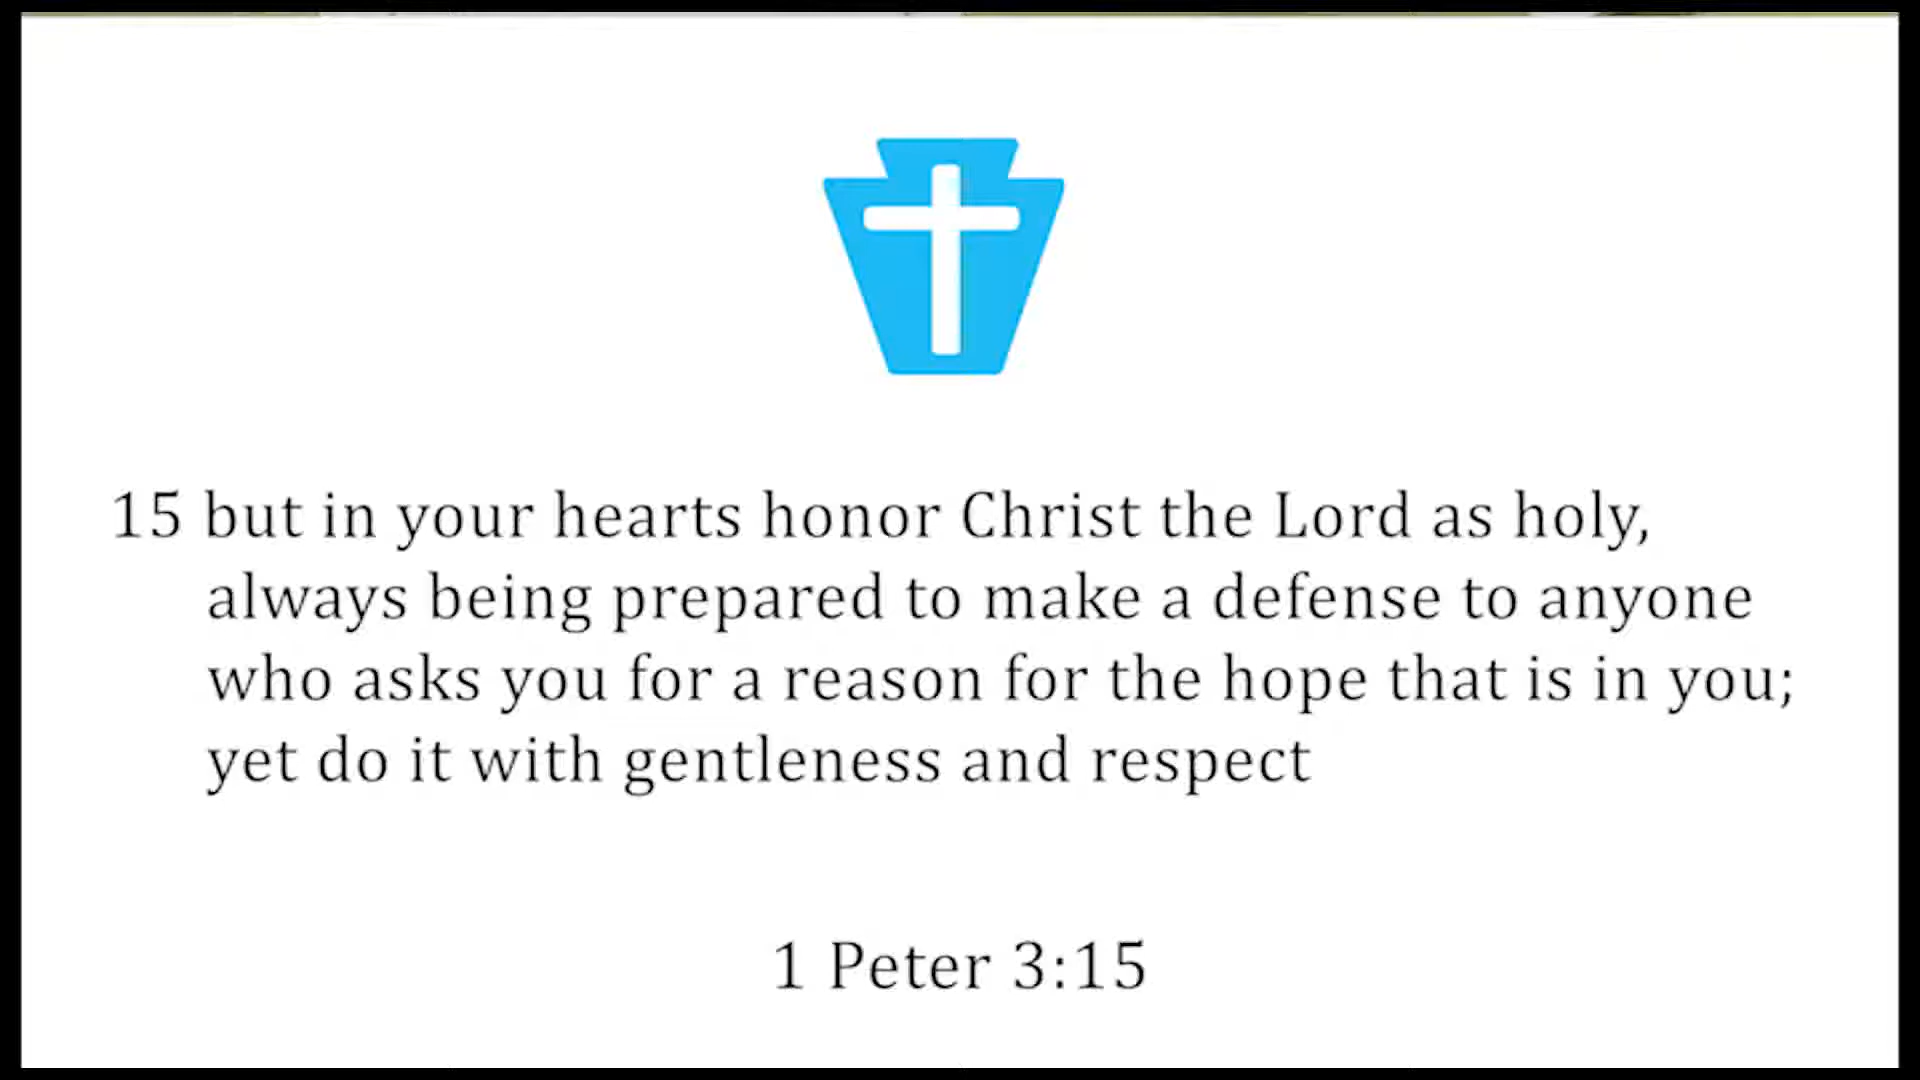 15 but in your hearts honor Christ the Lord as holy,
always being prepared to make a defense to anyone
who asks you for a reason for the hope that is in you;
yet do it with gentleness and respect
1 Peter 3:15